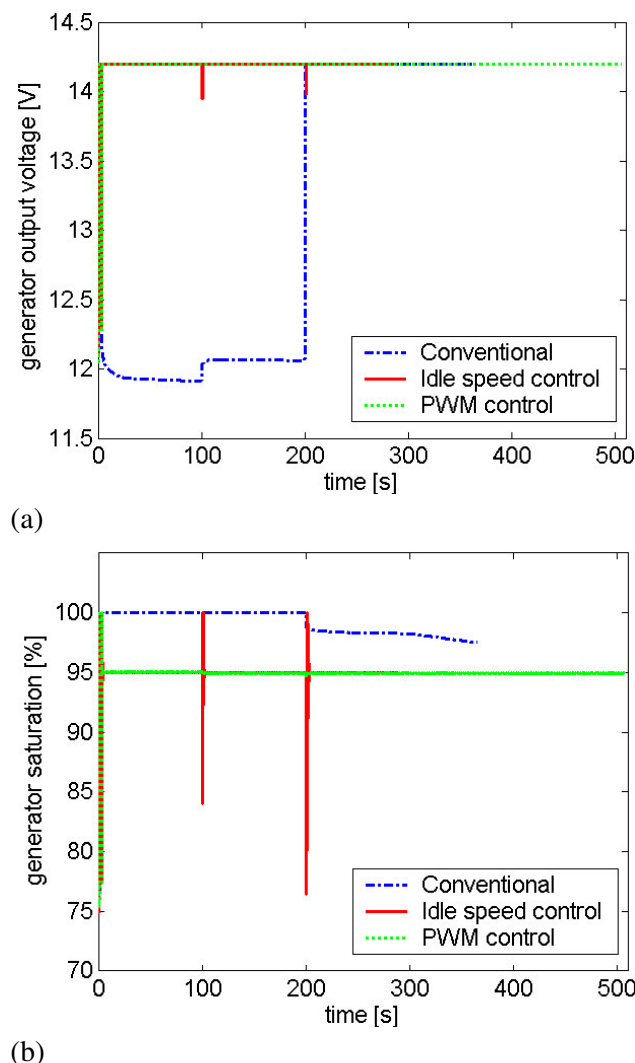 14.5
14
13.5
13
12.5
12
11.5
generator output voltage [V]
Conventional
Idle speed control
PWM control
0 100 200 300 400 500
time [s]
(a)
100
95
90
85
80
75
70
generator saturation [%]
Conventional
Idle speed control
PWM control
0 100 200 300 400 500
time [s]
(b)